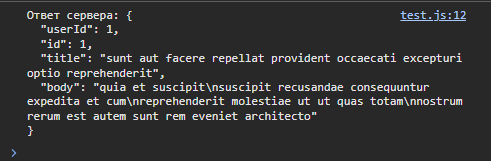 Ответ сервера: {
test.js:12
"userId": 1,
"id": 1,
"title": "sunt aut facere repellat provident occaecati excepturi
optio reprehenderit",
"body": "quia et suscipit\nsuscipit recusandae consequuntur
expedita et cum\nreprehenderit molestiae ut ut quas totam\nnostrum
rerum est autem sunt rem eveniet architecto"
}
>